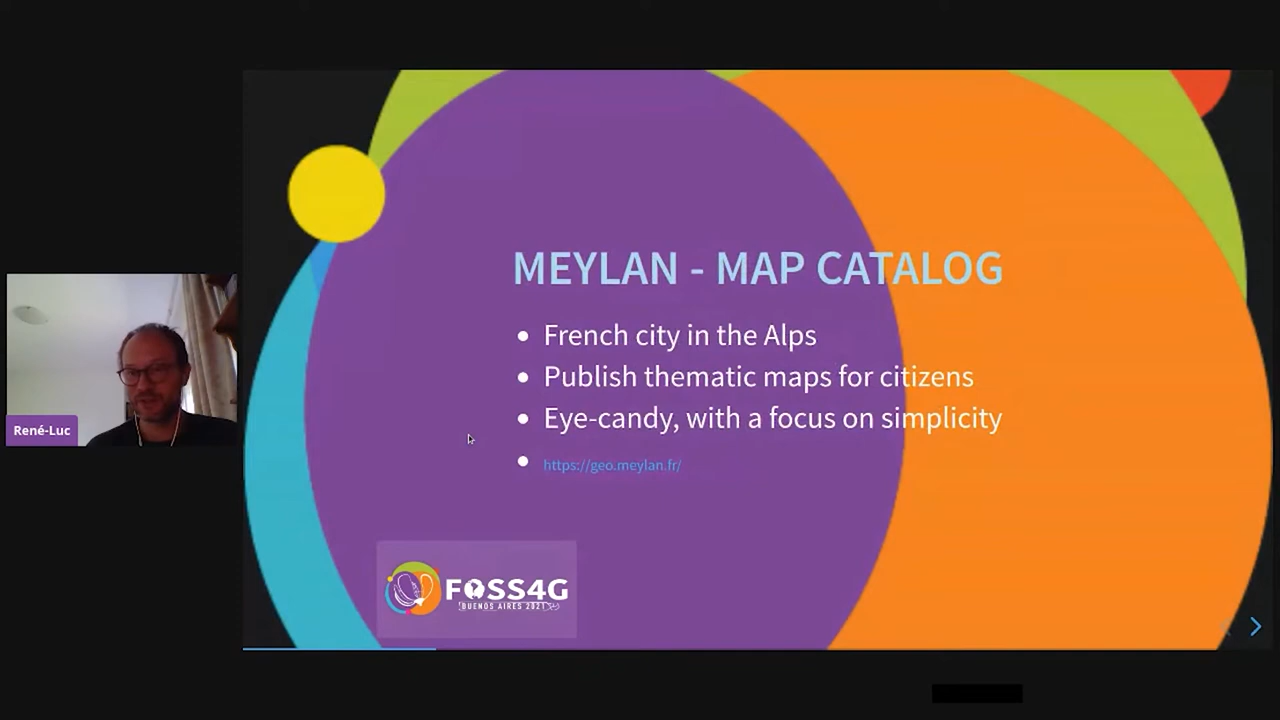 MEYLAN - MAP CATALOG
French city in the Alps
Publish thematic maps for citizens
Eye-candy, with a focus on simplicity
https://geo.meylan.fr/
René-Luc
FOSS4G
BUENOS AIRES 2021